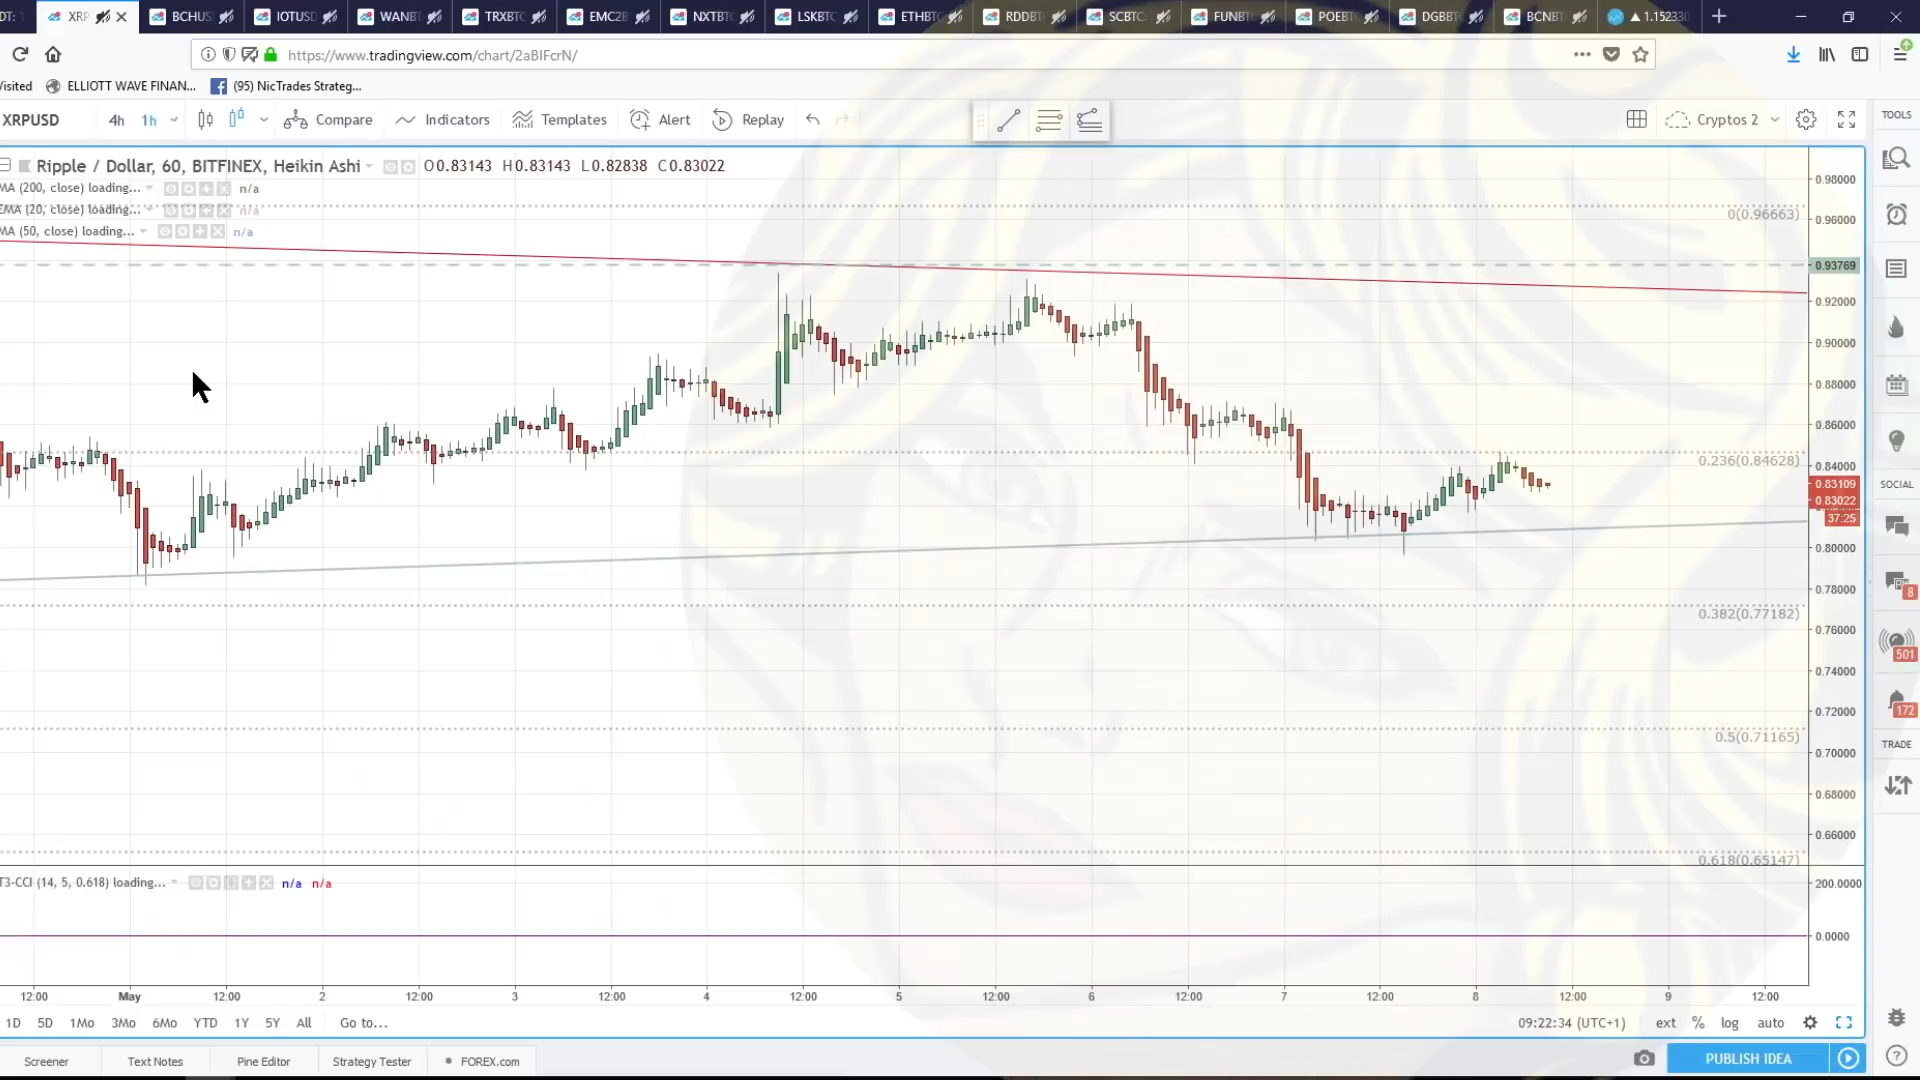 DT: 1 XRP BCHUS IOTUSD WANBT TRXBTC EMC2B NXTBTC LSKBTC ETHBTC RDDBT SCBTC FUNBT POEBTC DGBBT BCNBT ▲ 1.152330
https://www.tradingview.com/chart/2aBIFcrN/
isited ELLIOTT WAVE FINAN... (95) NicTrades Strateg...
XRPUSD 4h 1h Compare Indicators Templates Alert Replay Cryptos 2 TOOLS
Ripple / Dollar, 60, BITFINEX, Heikin Ashi O0.83143 H0.83143 L0.82838 C0.83022
MA (200, close) loading... n/a
EMA (20, close) loading... n/a
MA (50, close) loading... n/a
0.98000
0(0.96663)
0.96000
0.93769
0.92000
0.90000
0.88000
0.86000
0.236(0.84628)
0.84000
0.83109
0.83022
37:25
0.80000
0.78000
0.382(0.77182)
0.76000
0.74000
0.72000
0.5(0.71165)
0.70000
0.68000
0.66000
0.618(0.65147)
SOCIAL
8
501
172
TRADE
T3-CCI (14, 5, 0.618) loading... n/a n/a
200.0000
0.0000
12:00 May 12:00 2 12:00 3 12:00 4 12:00 5 12:00 6 12:00 7 12:00 8 12:00 9 12:00
1D 5D 1Mo 3Mo 6Mo YTD 1Y 5Y All Go to... 09:22:34 (UTC+1) ext % log auto
Screener Text Notes Pine Editor Strategy Tester FOREX.com PUBLISH IDEA